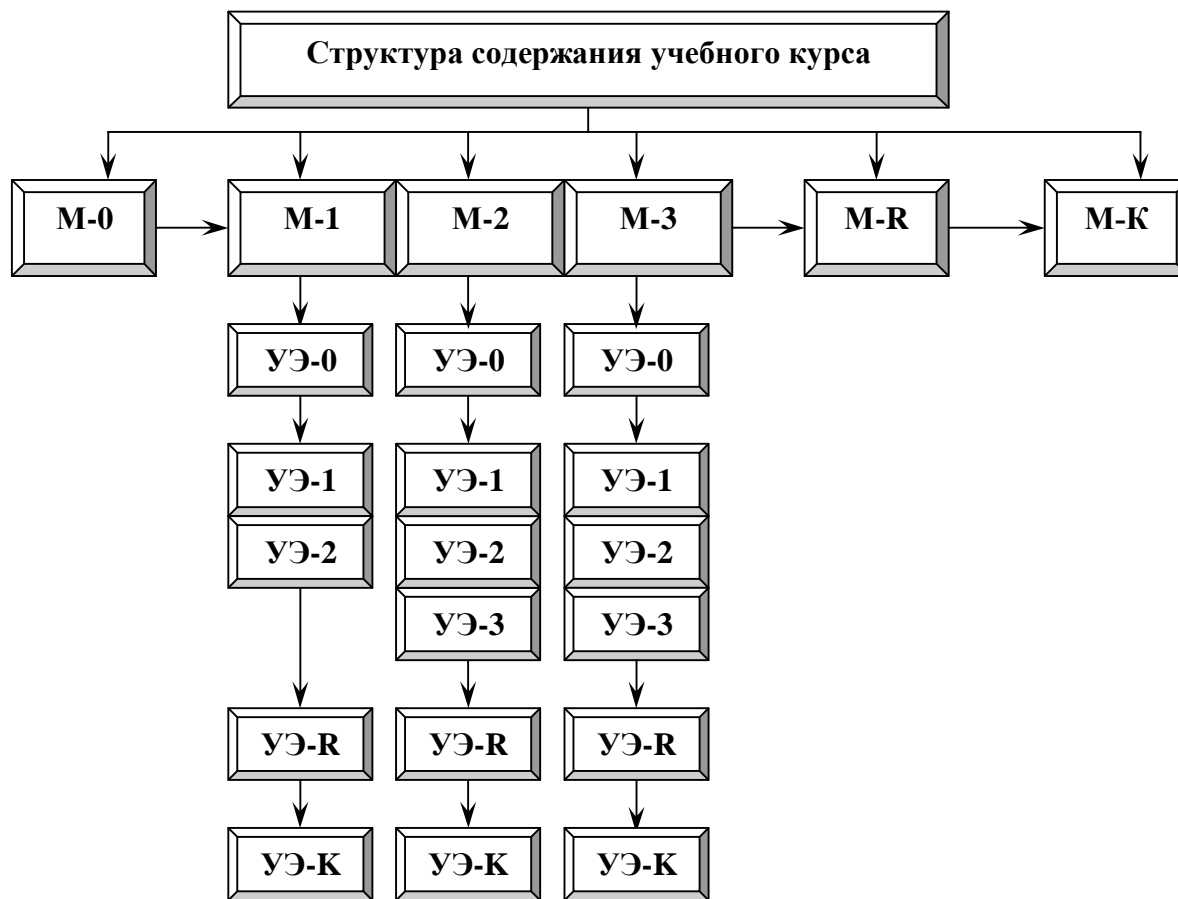 Структура содержания учебного курса
М-0
М-1
М-2
М-3
М-R
М-К
УЭ-0
УЭ-0
УЭ-0
УЭ-1
УЭ-1
УЭ-1
УЭ-2
УЭ-2
УЭ-2
УЭ-3
УЭ-3
УЭ-R
УЭ-R
УЭ-R
УЭ-K
УЭ-K
УЭ-K